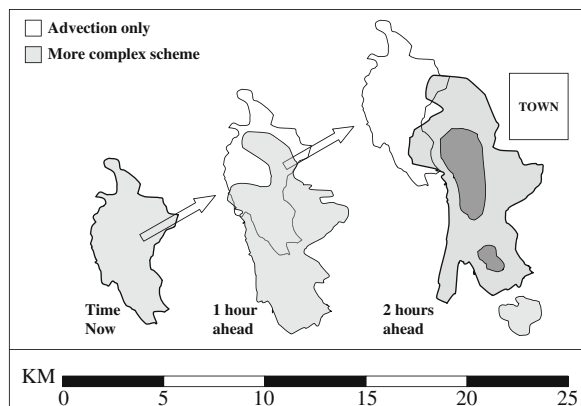 Advection only
More complex scheme
TOWN
Time
Now
1 hour
ahead
2 hours
ahead
KM
0 5 10 15 20 25